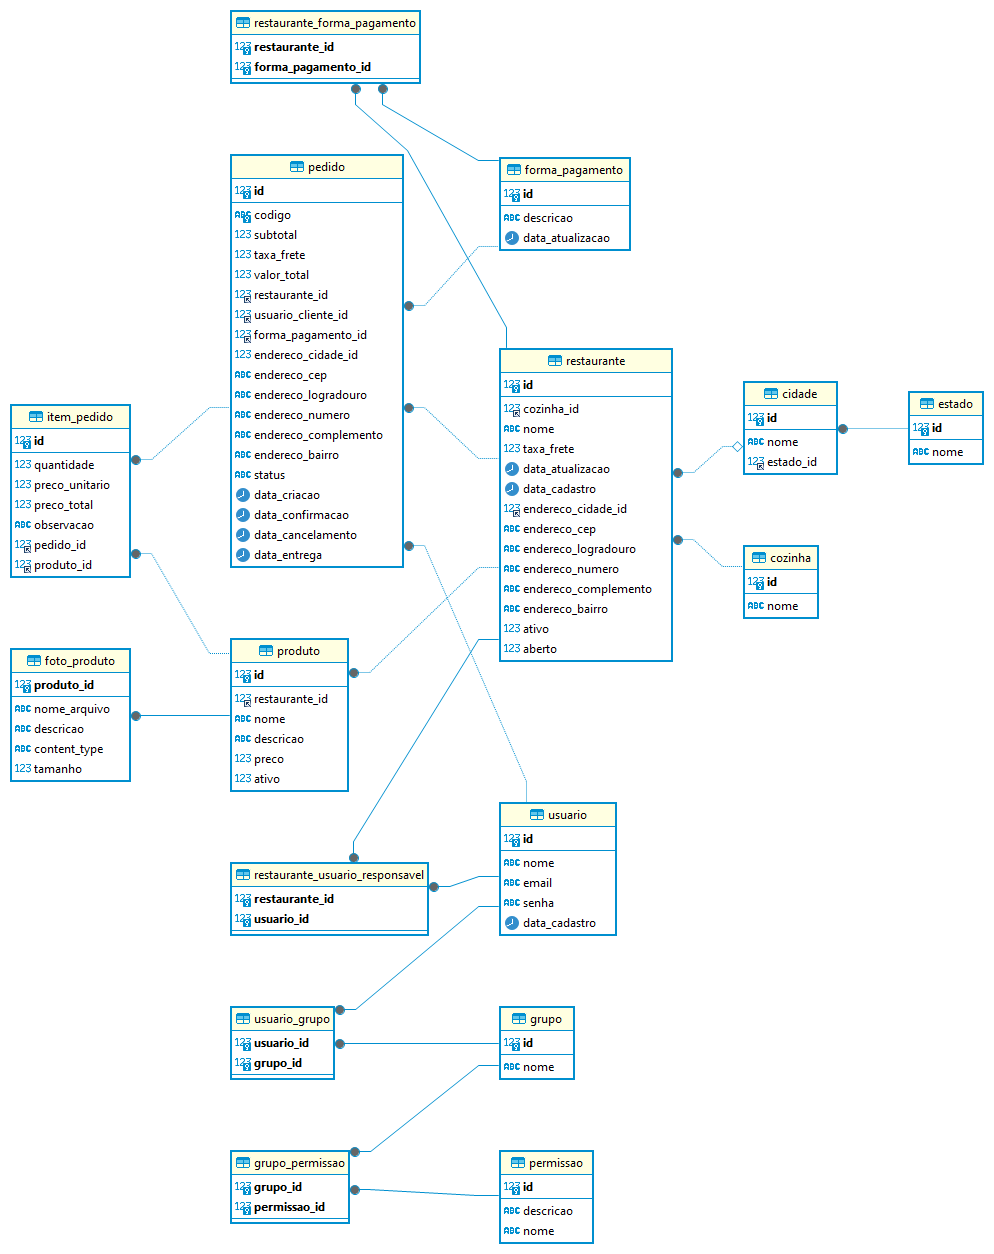 restaurante_forma_pagamento
123 restaurante_id
123 forma_pagamento_id
pedido
123 id
ABC codigo
123 subtotal
123 taxa_frete
123 valor_total
123 restaurante_id
123 usuario_cliente_id
123 forma_pagamento_id
123 endereco_cidade_id
ABC endereco_cep
ABC endereco_logradouro
ABC endereco_numero
ABC endereco_complemento
ABC endereco_bairro
ABC status
data_criacao
data_confirmacao
data_cancelamento
data_entrega
forma_pagamento
123 id
ABC descricao
data_atualizacao
restaurante
123 id
123 cozinha_id
ABC nome
123 taxa_frete
data_atualizacao
data_cadastro
123 endereco_cidade_id
ABC endereco_cep
ABC endereco_logradouro
ABC endereco_numero
ABC endereco_complemento
ABC endereco_bairro
123 ativo
123 aberto
cidade
123 id
ABC nome
123 estado_id
estado
123 id
ABC nome
cozinha
123 id
ABC nome
item_pedido
123 id
123 quantidade
123 preco_unitario
123 preco_total
ABC observacao
123 pedido_id
123 produto_id
foto_produto
123 produto_id
ABC nome_arquivo
ABC descricao
ABC content_type
123 tamanho
produto
123 id
123 restaurante_id
ABC nome
ABC descricao
123 preco
123 ativo
usuario
123 id
ABC nome
ABC email
ABC senha
data_cadastro
restaurante_usuario_responsavel
123 restaurante_id
123 usuario_id
usuario_grupo
123 usuario_id
123 grupo_id
grupo
123 id
ABC nome
grupo_permissao
123 grupo_id
123 permissao_id
permissao
123 id
ABC descricao
ABC nome